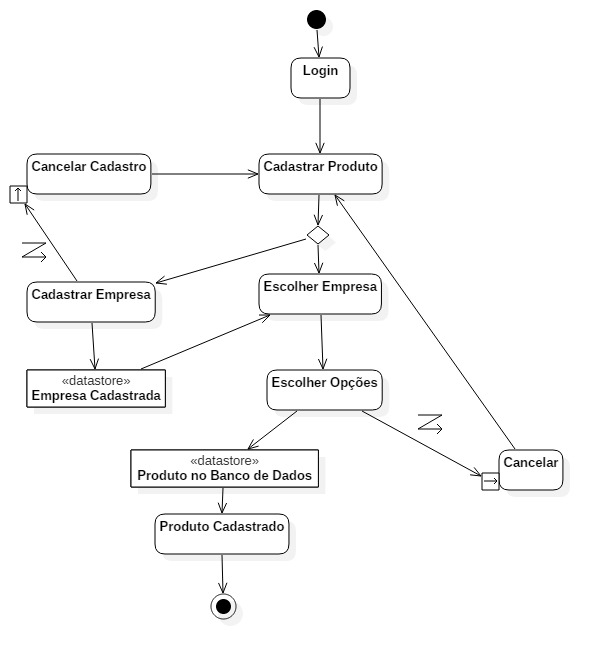 Login
Cancelar Cadastro
Cadastrar Produto
Cadastrar Empresa
Escolher Empresa
«datastore»
Empresa Cadastrada
Escolher Opções
«datastore»
Produto no Banco de Dados
Cancelar
Produto Cadastrado